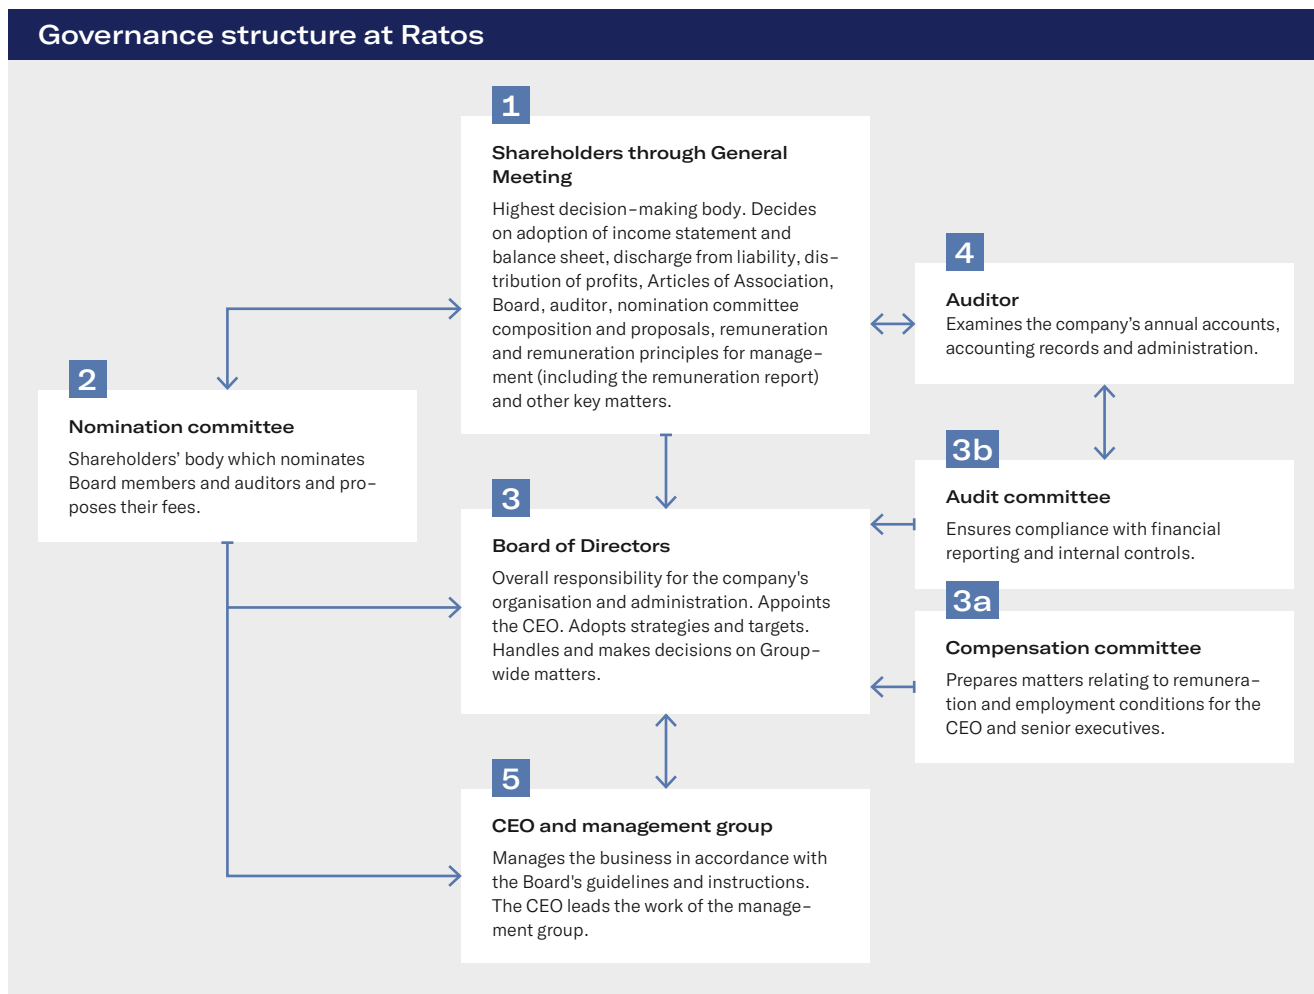 Governance structure at Ratos
1
Shareholders through General
Meeting
Highest decision-making body. Decides
on adoption of income statement and
balance sheet, discharge from liability, dis-
tribution of profits, Articles of Association,
Board, auditor, nomination committee
composition and proposals, remuneration
and remuneration principles for manage-
ment (including the remuneration report)
and other key matters.
2
Nomination committee
Shareholders' body which nominates
Board members and auditors and pro-
poses their fees.
3
Board of Directors
Overall responsibility for the company's
organisation and administration. Appoints
the CEO. Adopts strategies and targets.
Handles and makes decisions on Group-
wide matters.
4
Auditor
Examines the company's annual accounts,
accounting records and administration.
3b
Audit committee
Ensures compliance with financial
reporting and internal controls.
3a
Compensation committee
Prepares matters relating to remunera-
tion and employment conditions for the
CEO and senior executives.
5
CEO and management group
Manages the business in accordance with
the Board's guidelines and instructions.
The CEO leads the work of the manage-
ment group.